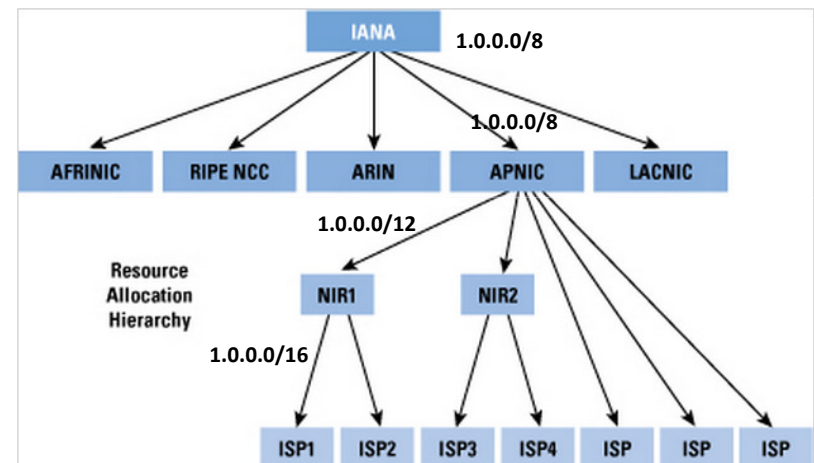 IANA
1.0.0.0/8
1.0.0.0/8
AFRINIC RIPE NCC ARIN APNIC LACNIC
1.0.0.0/12
Resource
Allocation
Hierarchy
NIR1 NIR2
1.0.0.0/16
ISP1 ISP2 ISP3 ISP4 ISP ISP ISP